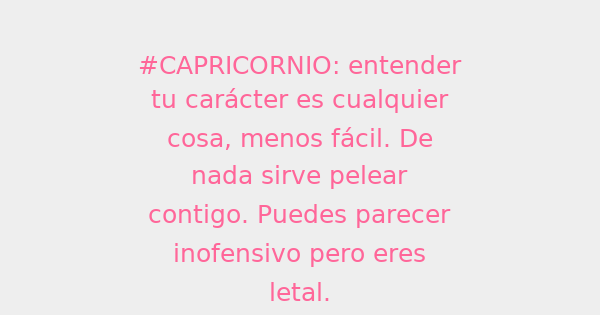 #CAPRICORNIO: entender
tu carácter es cualquier
cosa, menos fácil. De
nada sirve pelear
contigo. Puedes parecer
inofensivo pero eres
letal.